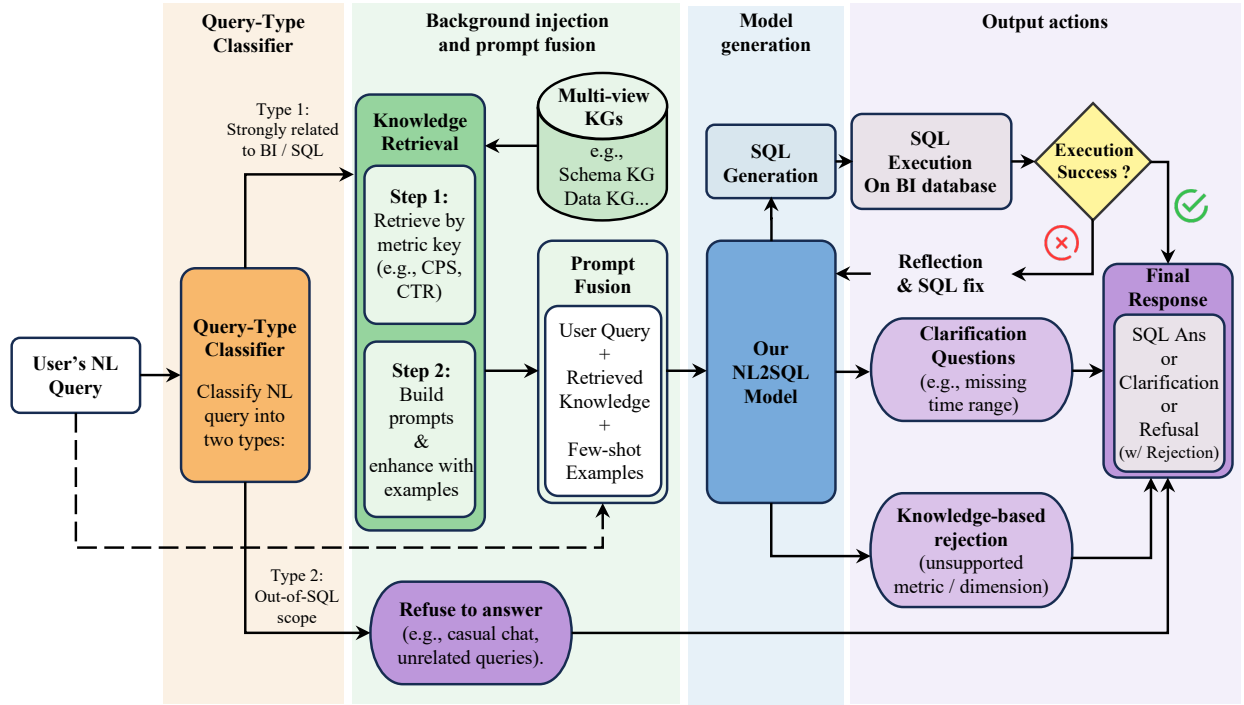 Query-Type
Classifier
Background injection
and prompt fusion
Model
generation
Output actions
Type 1:
Strongly related
to BI / SQL
Knowledge
Retrieval
Step 1:
Retrieve by
metric key
(e.g., CPS,
CTR)
Step 2:
Build
prompts
&
enhance with
examples
Multi-view
KGs
e.g.,
Schema KG
Data KG...
Prompt
Fusion
User Query
+
Retrieved
Knowledge
+
Few-shot
Examples
User's NL
Query
Query-Type
Classifier
Classify NL
query into
two types:
Type 2:
Out-of-SQL
scope
Refuse to answer
(e.g., casual chat,
unrelated queries).
SQL
Generation
Our
NL2SQL
Model
SQL
Execution
On BI database
Execution
Success ?
Reflection
& SQL fix
Clarification
Questions
(e.g., missing
time range)
Knowledge-based
rejection
(unsupported
metric / dimension)
Final
Response
SQL Ans
or
Clarification
or
Refusal
(w/ Rejection)